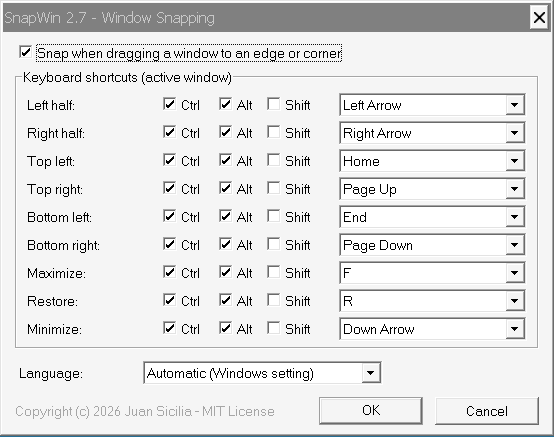 SnapWin 2.7 - Window Snapping
Snap when dragging a window to an edge or corner
Keyboard shortcuts (active window)
Left half: Ctrl Alt Shift Left Arrow
Right half: Ctrl Alt Shift Right Arrow
Top left: Ctrl Alt Shift Home
Top right: Ctrl Alt Shift Page Up
Bottom left: Ctrl Alt Shift End
Bottom right: Ctrl Alt Shift Page Down
Maximize: Ctrl Alt Shift F
Restore: Ctrl Alt Shift R
Minimize: Ctrl Alt Shift Down Arrow
Language: Automatic (Windows setting)
Copyright (c) 2026 Juan Sicilia - MIT License OK Cancel